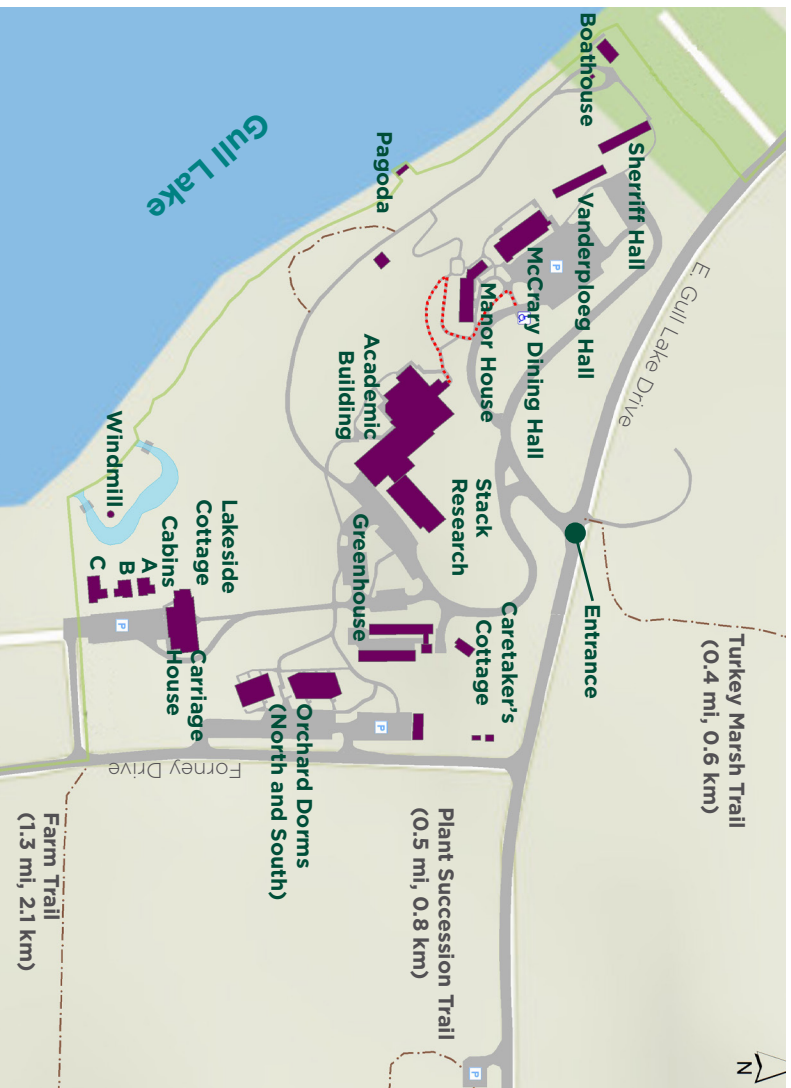 Boathouse
Sherriff Hall
Vanderploeg Hall
McCrary Dining Hall
Manor House
Pagoda
Gull Lake
E. Gull Lake Drive
P
Academic
Building
Stack
Research
Windmill
Greenhouse
Lakeside
Cottage
Cabins
A
B
C
P
Carriage
House
Caretaker's
Cottage
Entrance
Orchard Dorms
(North and South)
P
Forney Drive
Turkey Marsh Trail
(0.4 mi, 0.6 km)
Plant Succession Trail
(0.5 mi, 0.8 km)
Farm Trail
(1.3 mi, 2.1 km)
P
N